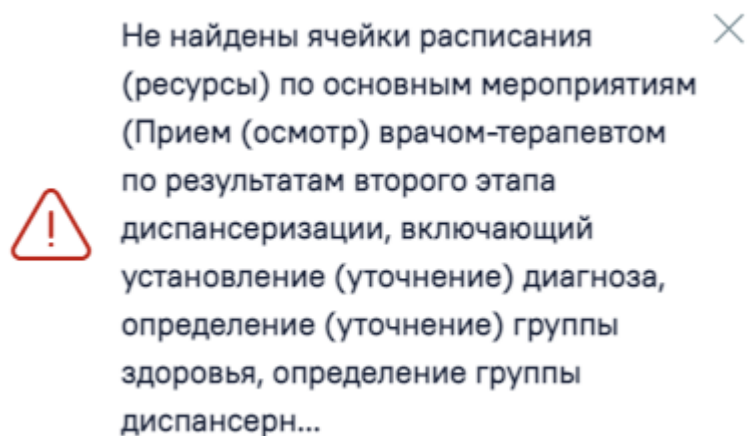 Не найдены ячейки расписания
(ресурсы) по основным мероприятиям
(Прием (осмотр) врачом-терапевтом
по результатам второго этапа
диспансеризации, включающий
установление (уточнение) диагноза,
определение (уточнение) группы
здоровья, определение группы
диспансерн...